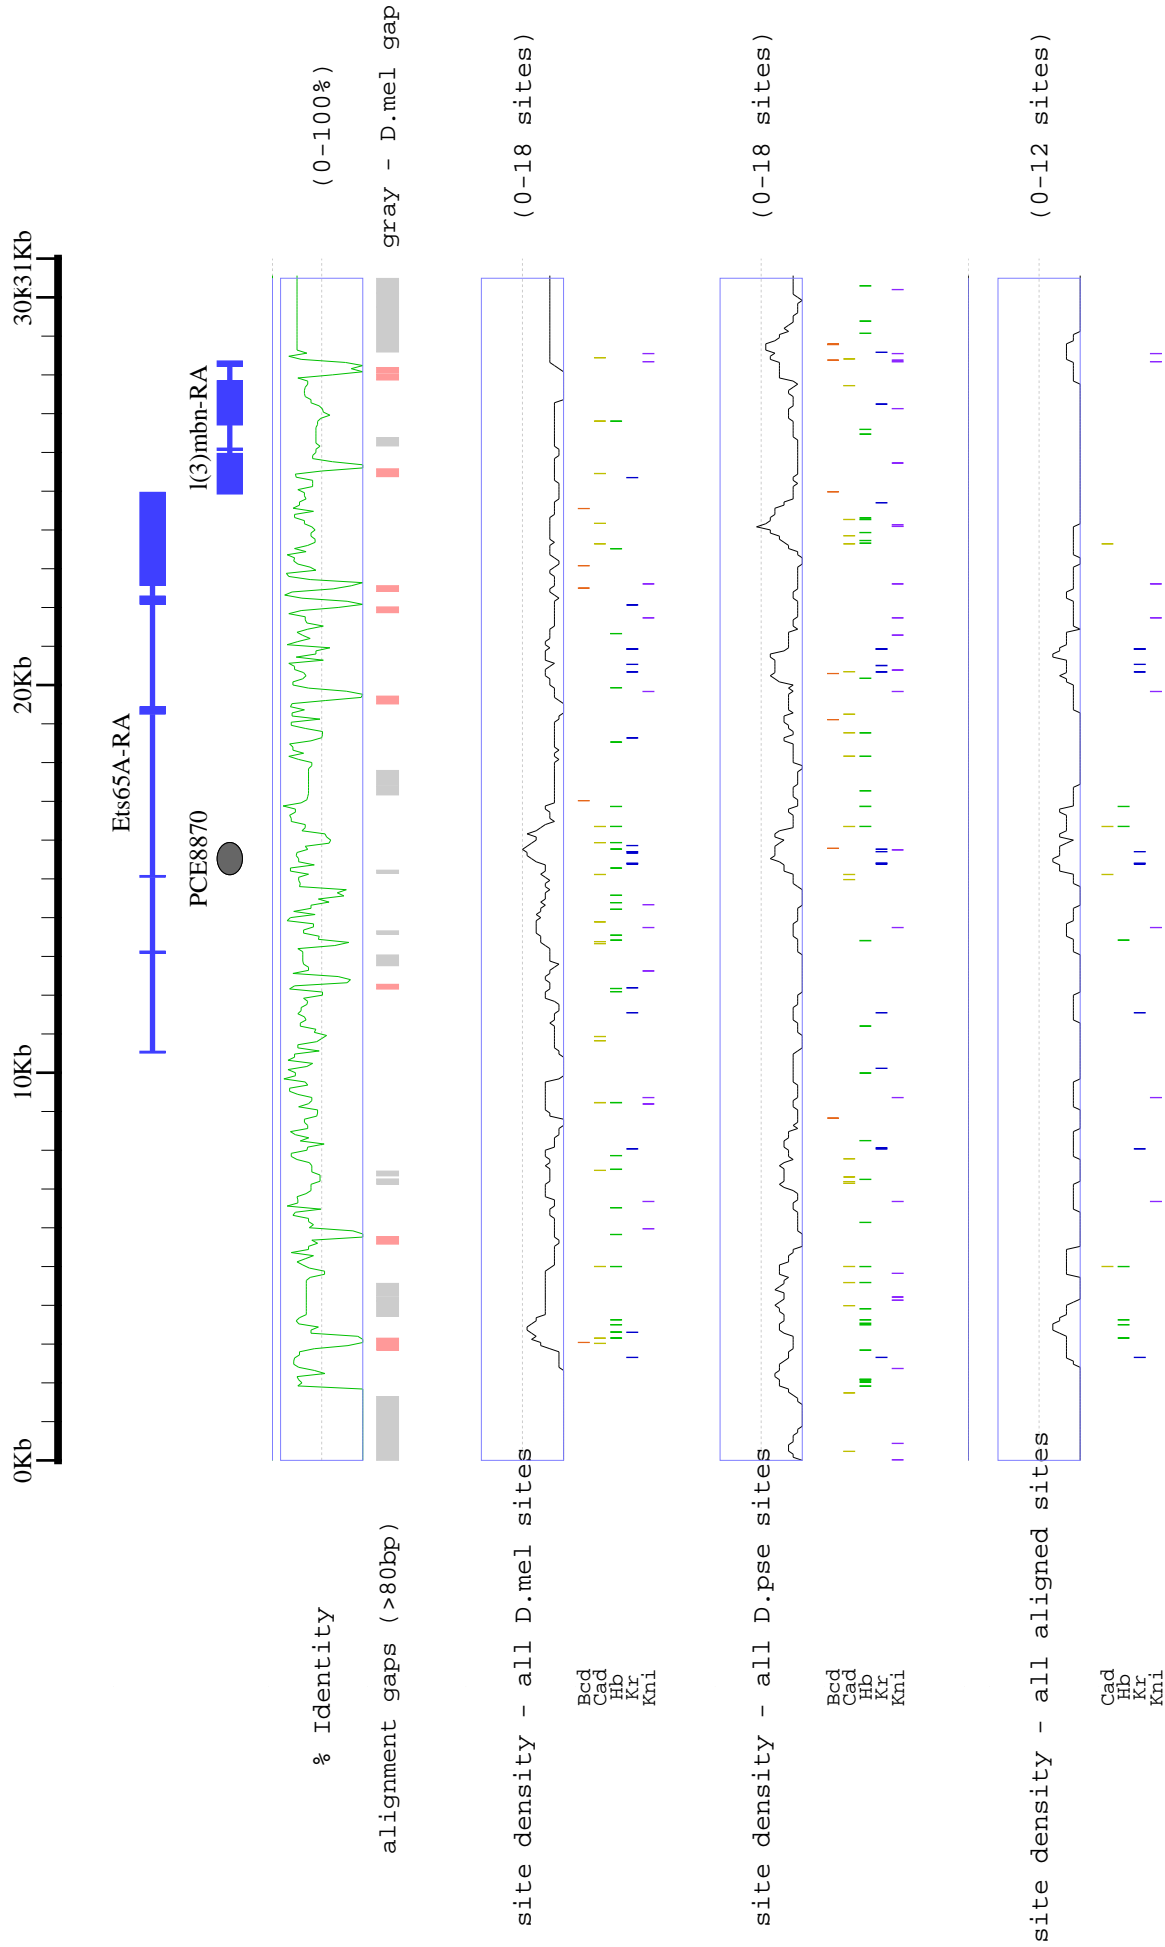 0Kb 10Kb 20Kb 30K31Kb
Ets65A-RA
PCE8870 l(3)mbn-RA
% Identity (0-100%)
alignment gaps (>80bp) gray - D.mel gap
site density - all D.mel sites (0-18 sites)
Bcd
Cad
Hb
Kr
Kni
site density - all D.pse sites (0-18 sites)
Bcd
Cad
Hb
Kr
Kni
site density - all aligned sites (0-12 sites)
Cad
Hb
Kr
Kni